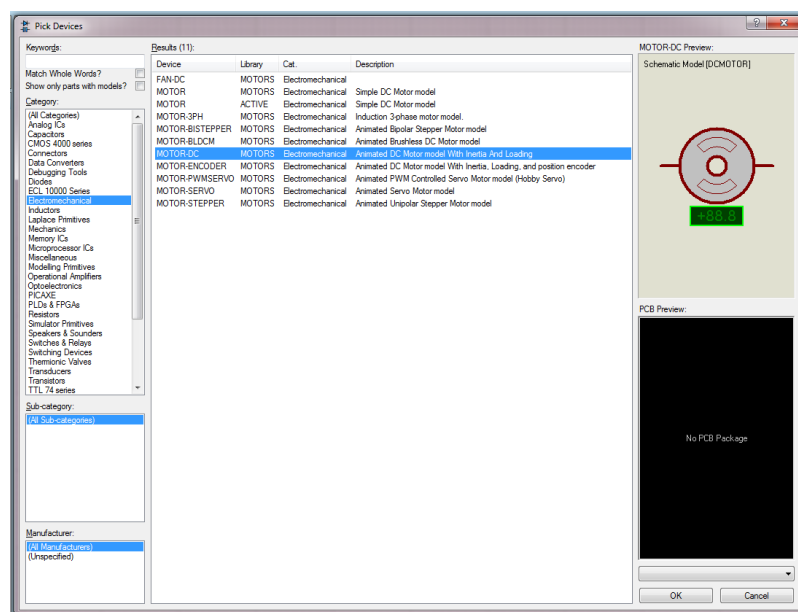 Pick Devices
Keywords:
Match Whole Words?
Show only parts with models?
Category:
(All Categories)
Analog ICs
Capacitors
CMOS 4000 series
Connectors
Data Converters
Debugging Tools
Diodes
ECL 10000 Series
Electromechanical
Inductors
Laplace Primitives
Mechanics
Memory ICs
Microprocessor ICs
Miscellaneous
Modelling Primitives
Operational Amplifiers
Optoelectronics
PICAXE
PLDs & FPGAs
Resistors
Simulator Primitives
Speakers & Sounders
Switches & Relays
Switching Devices
Thermionic Valves
Transducers
Transistors
TTL 74 series
Sub-category:
(All Sub-categories)
Manufacturer:
(All Manufacturers)
(Unspecified)
Results (11):
Device Library Cat. Description
FAN-DC MOTORS Electromechanical
MOTOR MOTORS Electromechanical Simple DC Motor model
MOTOR ACTIVE Electromechanical Simple DC Motor model
MOTOR-3PH MOTORS Electromechanical Induction 3-phase motor model.
MOTOR-BISTEPPER MOTORS Electromechanical Animated Bipolar Stepper Motor model
MOTOR-BLDCM MOTORS Electromechanical Animated Brushless DC Motor model
MOTOR-DC MOTORS Electromechanical Animated DC Motor model With Inertia And Loading
MOTOR-ENCODER MOTORS Electromechanical Animated DC Motor model With Inertia, Loading, and position encoder
MOTOR-PWMSERVO MOTORS Electromechanical Animated PWM Controlled Servo Motor model (Hobby Servo)
MOTOR-SERVO MOTORS Electromechanical Animated Servo Motor model
MOTOR-STEPPER MOTORS Electromechanical Animated Unipolar Stepper Motor model
MOTOR-DC Preview:
Schematic Model [DCMOTOR]
+88.8
PCB Preview:
No PCB Package
OK
Cancel